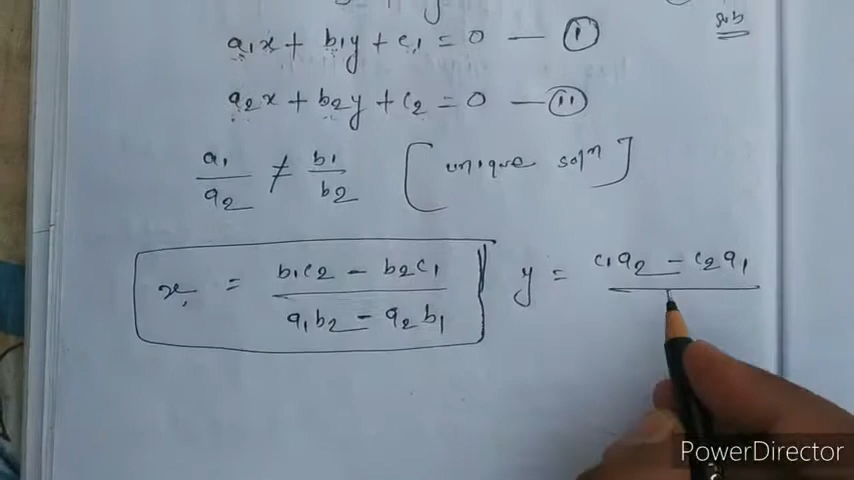 sub
a₁x + b₁y + c₁ = 0 — (I)
a₂x + b₂y + c₂ = 0 — (II)
a₁/a₂ ≠ b₁/b₂ [unique solⁿ]
x = (b₁c₂ - b₂c₁)/(a₁b₂ - a₂b₁) y = c₁a₂ - c₂a₁
PowerDirector